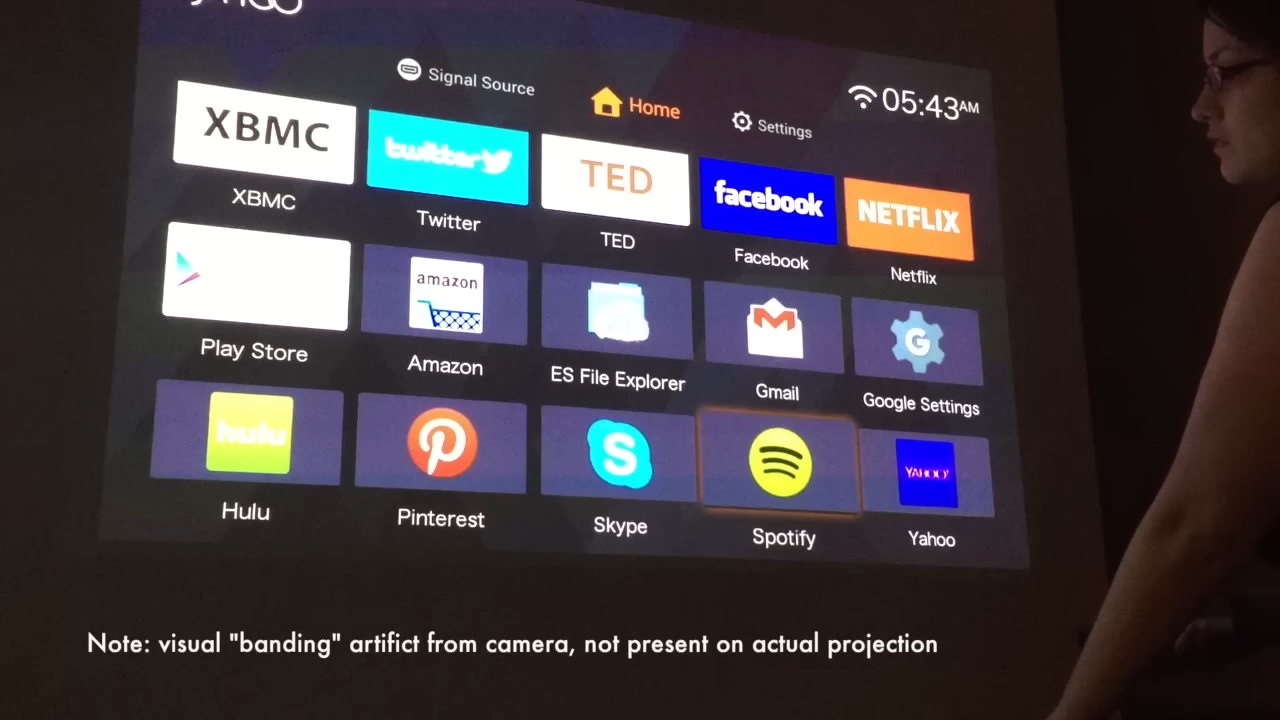 Signal Source
Home
Settings
05:43AM
XBMC
twitter
TED
facebook
NETFLIX
XBMC
Twitter
TED
Facebook
Netflix
amazon
Play Store
Amazon
ES File Explorer
Gmail
Google Settings
hulu
YAHOO!
Hulu
Pinterest
Skype
Spotify
Yahoo
Note: visual "banding" artifict from camera, not present on actual projection